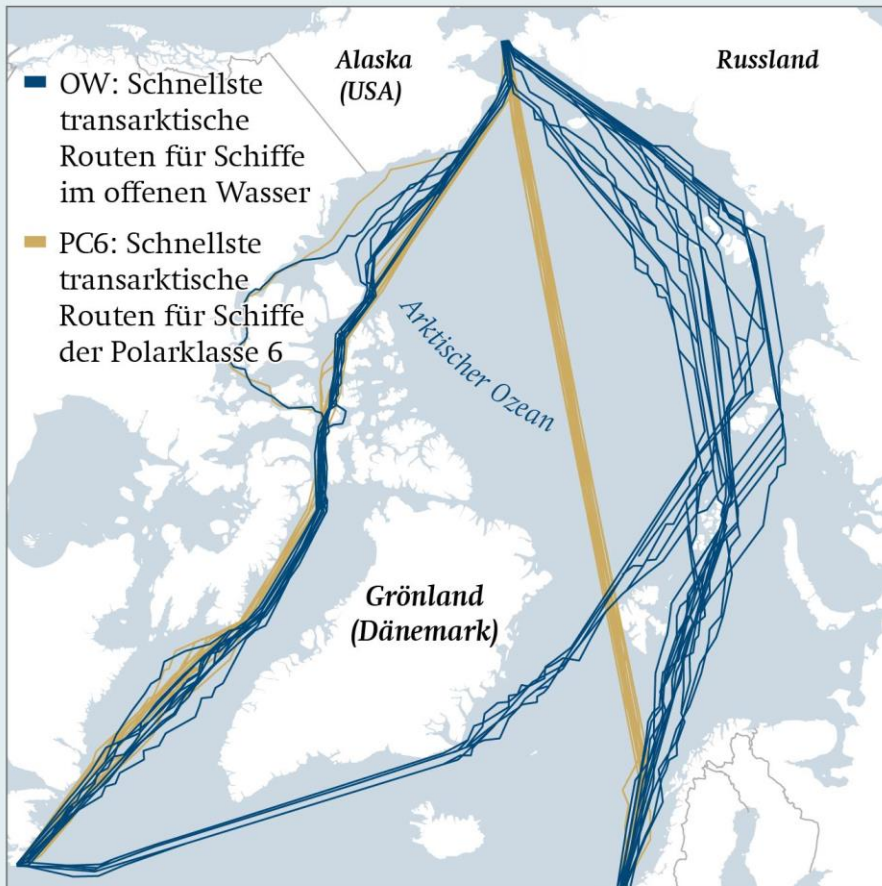 OW: Schnellste
transarktische
Routen für Schiffe
im offenen Wasser
PC6: Schnellste
transarktische
Routen für Schiffe
der Polarklasse 6
Alaska
(USA)
Russland
Arktischer Ozean
Grönland
(Dänemark)